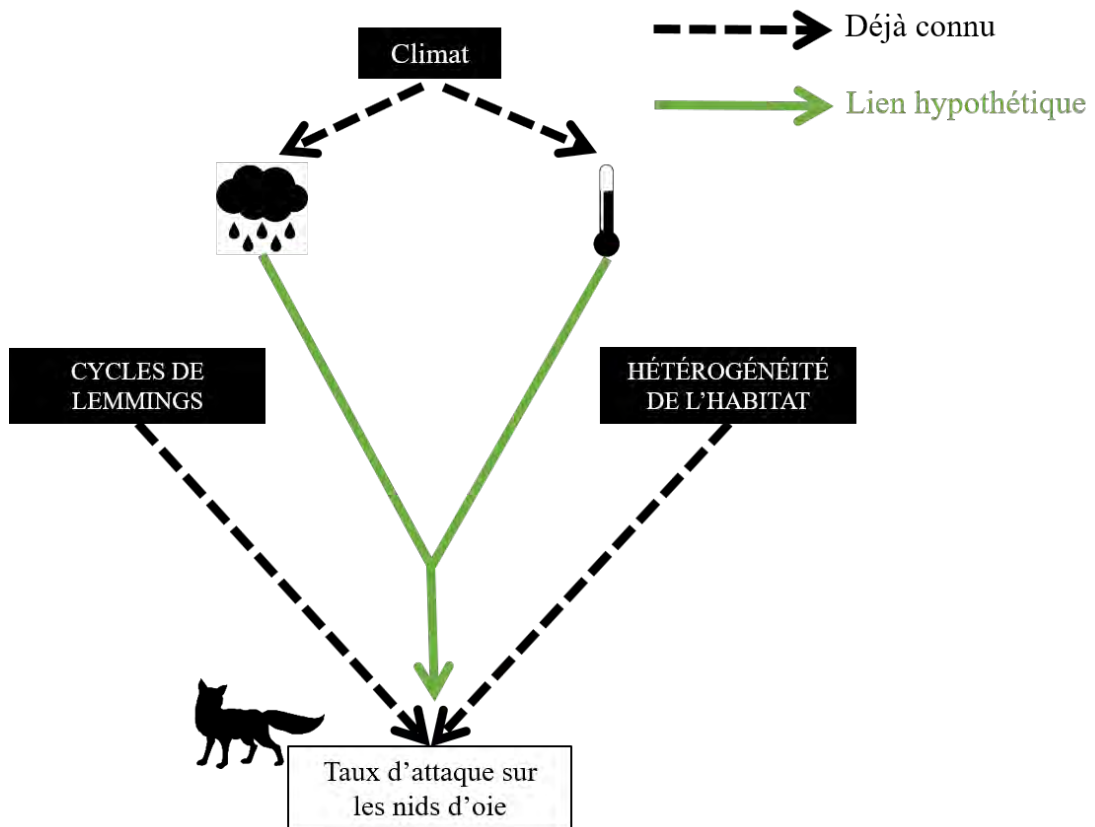 Déjà connu
Climat
Lien hypothétique
CYCLES DE
LEMMINGS
HÉTÉROGÉNÉITÉ
DE L'HABITAT
Taux d'attaque sur
les nids d'oie